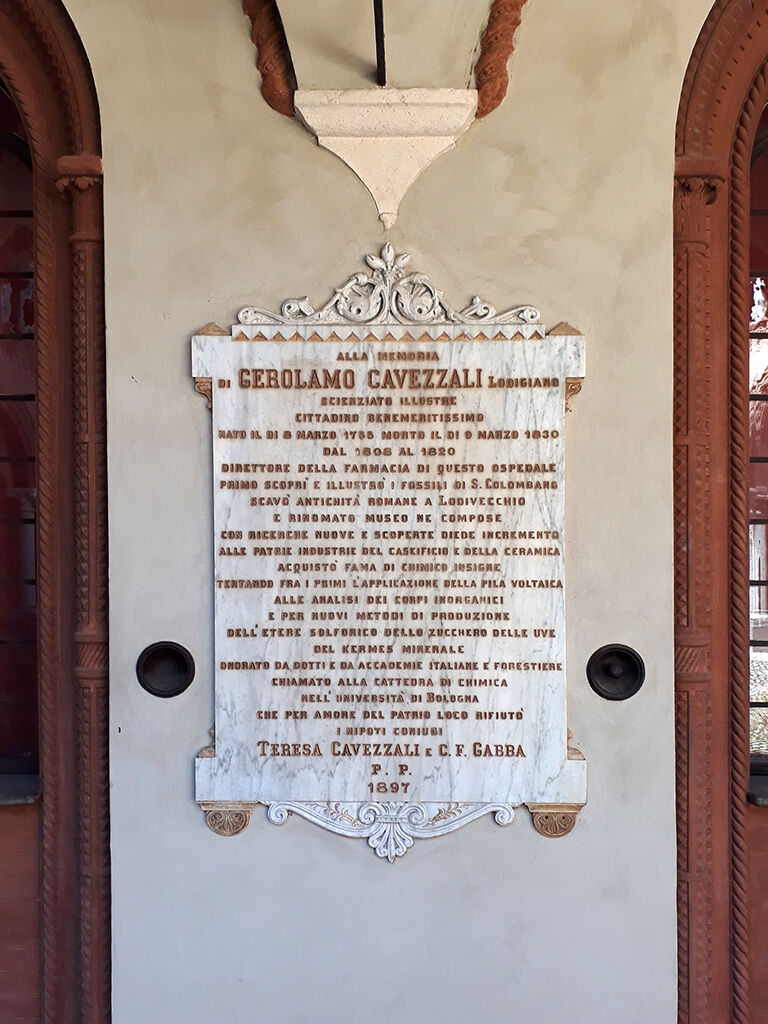 ALLA MEMORIA
DI GEROLAMO CAVEZZALI LODIGIANO
SCIENZIATO ILLUSTRE
CITTADINO BENEMERITISSIMO
NATO IL DI 8 MARZO 1755 MORTO IL DI 9 MARZO 1830
DAL 1808 AL 1820
DIRETTORE DELLA FARMACIA DI QUESTO OSPEDALE
PRIMO SCOPRÌ E ILLUSTRÒ I FOSSILI DI S. COLOMBANO
SCAVÒ ANTICHITÀ ROMANE A LODIVECCHIO
E RINOMATO MUSEO NE COMPOSE
CON RICERCHE NUOVE E SCOPERTE DIEDE INCREMENTO
ALLE PATRIE INDUSTRIE DEL CASEIFICIO E DELLA CERAMICA
ACQUISTÒ FAMA DI CHIMICO INSIGNE
TENTANDO FRA I PRIMI L'APPLICAZIONE DELLA PILA VOLTAICA
ALLE ANALISI DEI CORPI INORGANICI
E PER NUOVI METODI DI PRODUZIONE
DELL'ETERE SOLFORICO DELLO ZUCCHERO DELLE UVE
DEL KERMES MINERALE
ONORATO DA DOTTI E DA ACCADEMIE ITALIANE E FORESTIERE
CHIAMATO ALLA CATTEDRA DI CHIMICA
NELL'UNIVERSITÀ DI BOLOGNA
CHE PER AMORE DEL PATRIO LOCO RIFIUTÒ
I NIPOTI CONIUGI
TERESA CAVEZZALI E C. F. GABBA
P. P.
1897